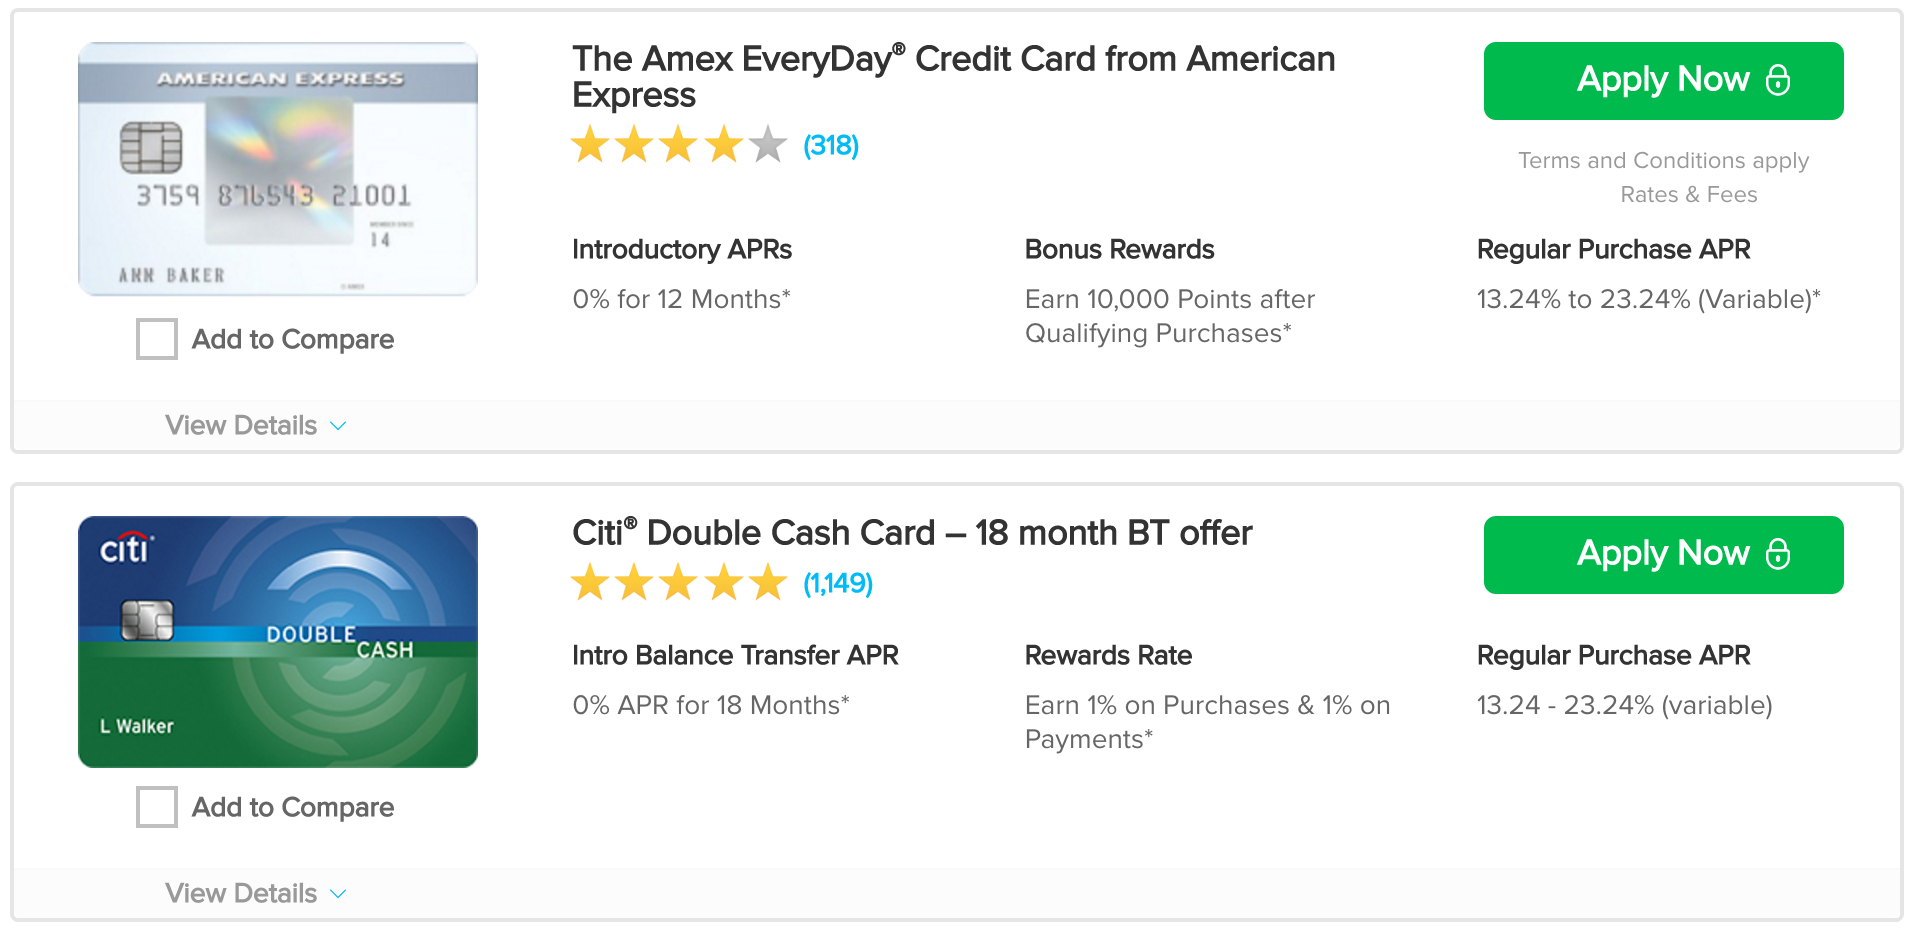 AMERICAN EXPRESS
3759 876543 21001
MEMBER SINCE
14
ANN BAKER
Add to Compare
The Amex EveryDay® Credit Card from American
Express
(318)
Introductory APRs
0% for 12 Months*
Bonus Rewards
Earn 10,000 Points after
Qualifying Purchases*
Apply Now
Terms and Conditions apply
Rates & Fees
Regular Purchase APR
13.24% to 23.24% (Variable)*
View Details
citi
DOUBLE
CASH
L Walker
Add to Compare
Citi® Double Cash Card – 18 month BT offer
(1,149)
Intro Balance Transfer APR
0% APR for 18 Months*
Rewards Rate
Earn 1% on Purchases & 1% on
Payments*
Apply Now
Regular Purchase APR
13.24 - 23.24% (variable)
View Details